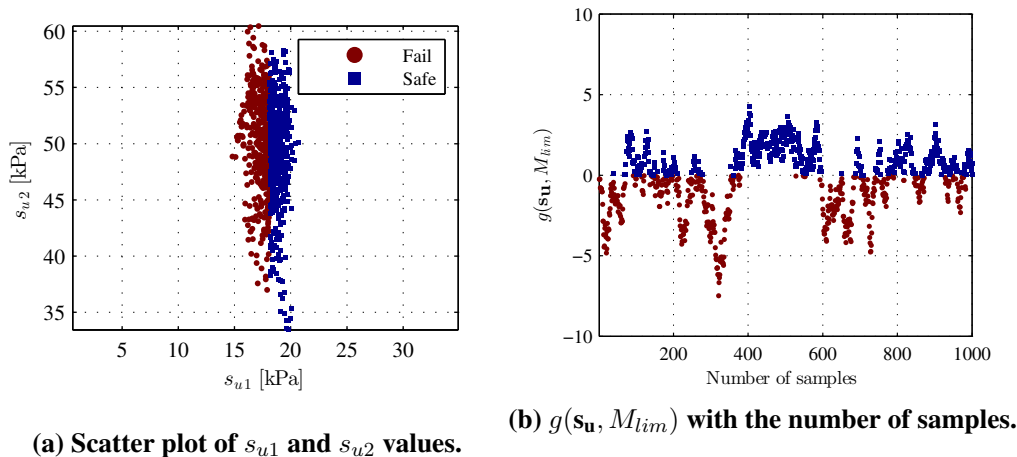 60
55
50
45
40
35
s_{u2} [kPa]
Fail
Safe
5 10 15 20 25 30
s_{u1} [kPa]
(a) Scatter plot of s_{u1} and s_{u2} values.
10
5
0
−5
−10
g(s_u, M_{lim})
200 400 600 800 1000
Number of samples
(b) g(s_u, M_{lim}) with the number of samples.